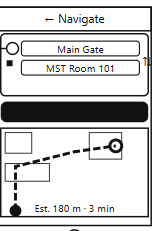 ← Navigate
Main Gate
MST Room 101
Est. 180 m · 3 min